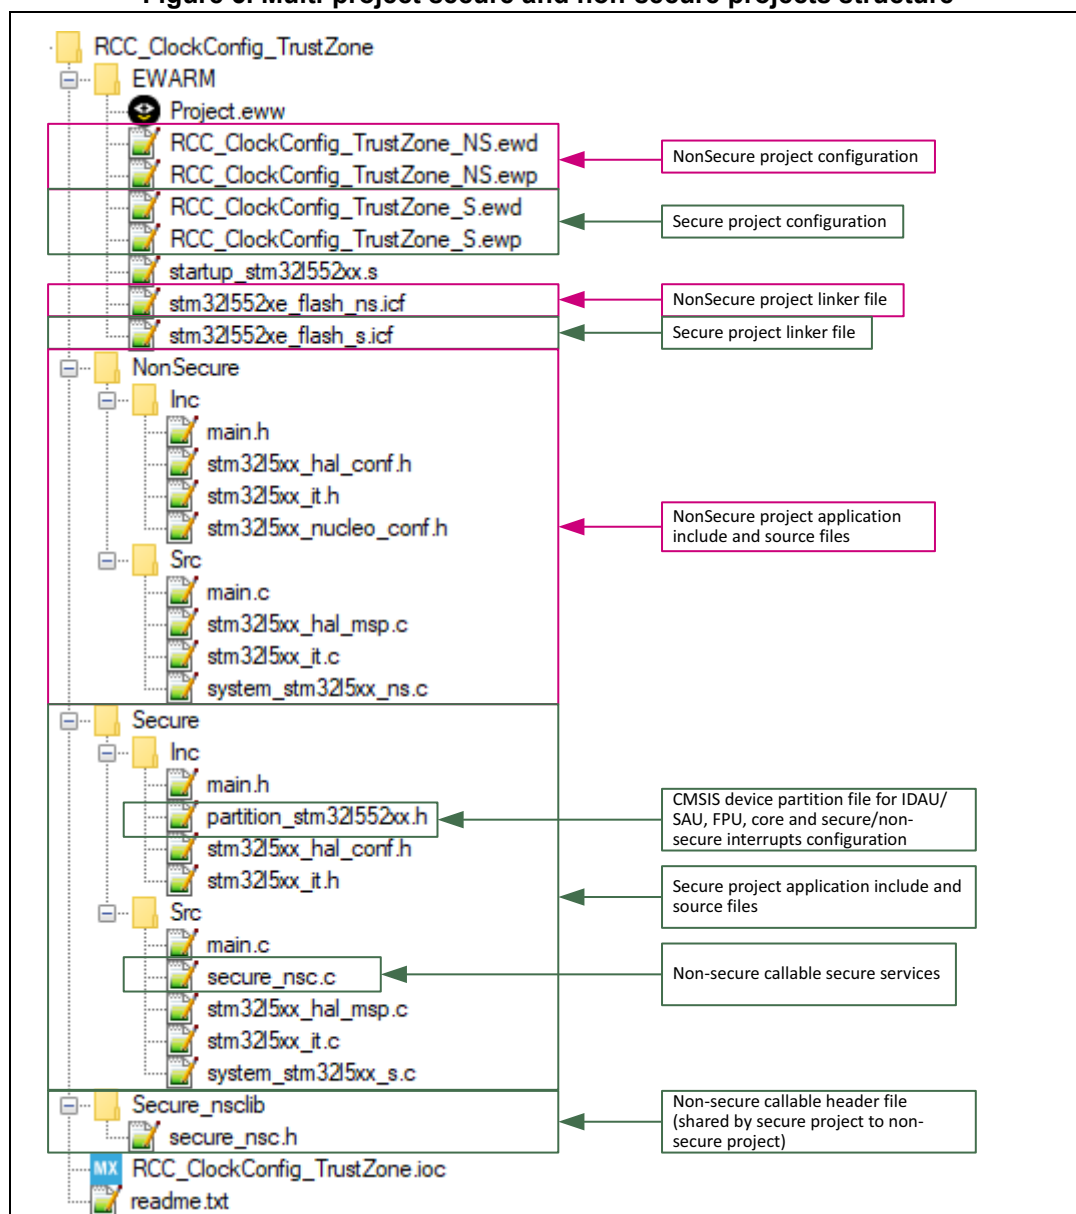 Figure 6. Multi-project secure and non-secure projects structure
RCC_ClockConfig_TrustZone
EWARM
Project.eww
RCC_ClockConfig_TrustZone_NS.ewd
RCC_ClockConfig_TrustZone_NS.ewp
NonSecure project configuration
RCC_ClockConfig_TrustZone_S.ewd
RCC_ClockConfig_TrustZone_S.ewp
Secure project configuration
startup_stm32l552xx.s
stm32l552xe_flash_ns.icf
NonSecure project linker file
stm32l552xe_flash_s.icf
Secure project linker file
NonSecure
Inc
main.h
stm32l5xx_hal_conf.h
stm32l5xx_it.h
stm32l5xx_nucleo_conf.h
NonSecure project application
include and source files
Src
main.c
stm32l5xx_hal_msp.c
stm32l5xx_it.c
system_stm32l5xx_ns.c
Secure
Inc
main.h
partition_stm32l552xx.h
CMSIS device partition file for IDAU/
SAU, FPU, core and secure/non-
secure interrupts configuration
stm32l5xx_hal_conf.h
stm32l5xx_it.h
Secure project application include and
source files
Src
main.c
secure_nsc.c
Non-secure callable secure services
stm32l5xx_hal_msp.c
stm32l5xx_it.c
system_stm32l5xx_s.c
Secure_nsclib
secure_nsc.h
Non-secure callable header file
(shared by secure project to non-
secure project)
MX
RCC_ClockConfig_TrustZone.ioc
readme.txt